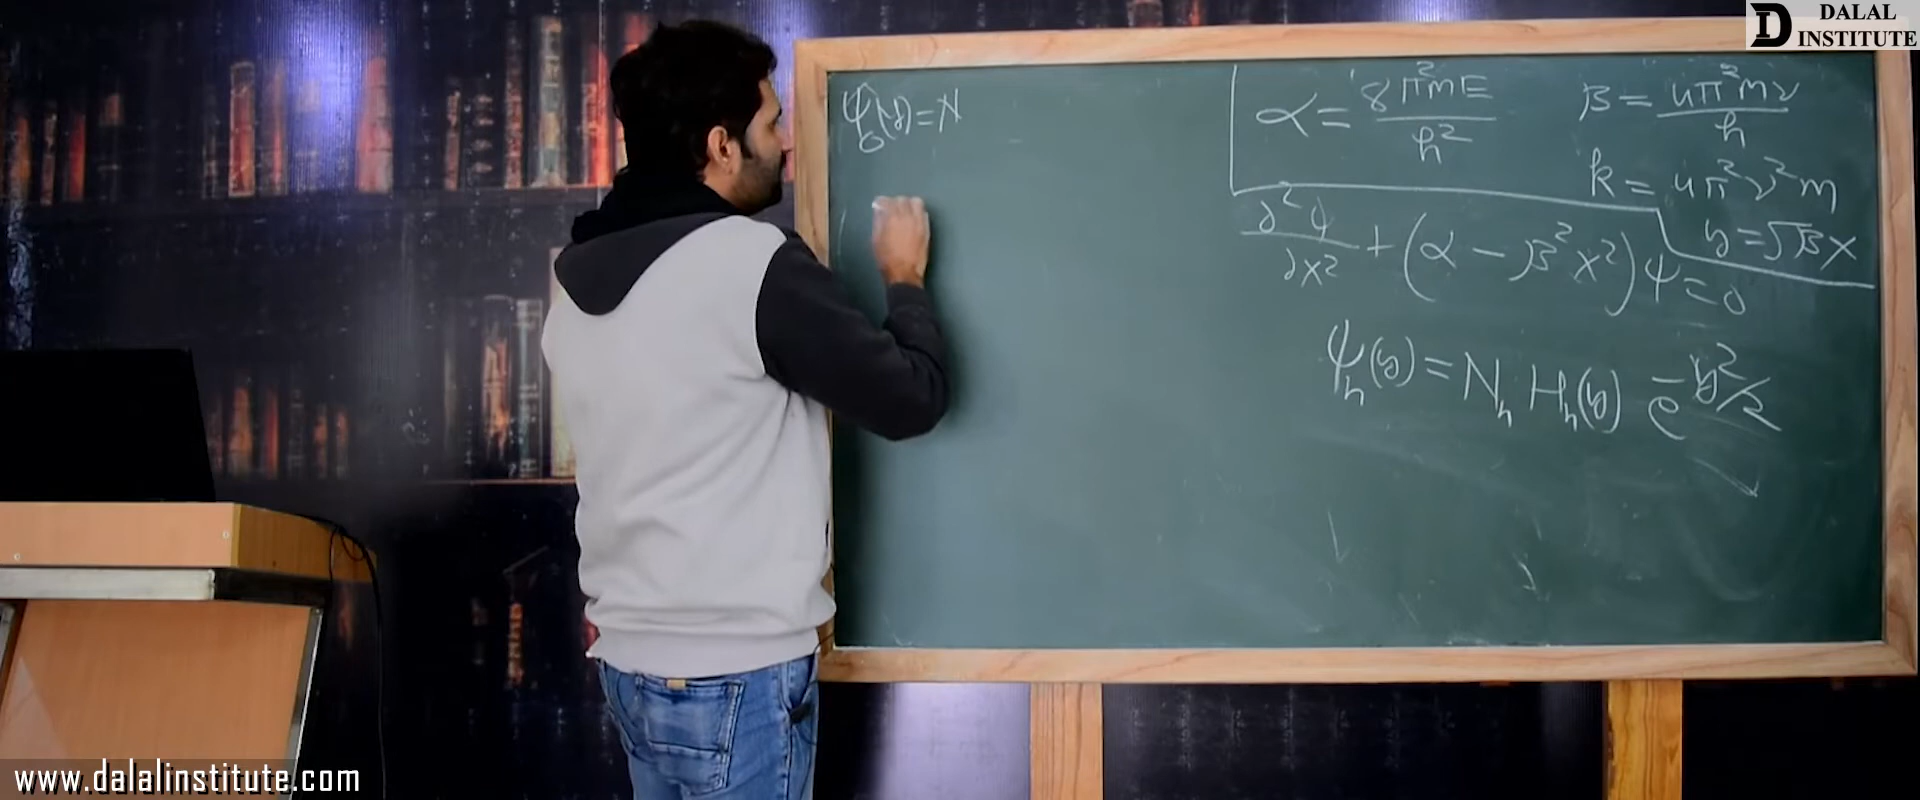 DALAL
INSTITUTE
ψ₀(y) = N
α = 8π²mE / h²
β = 4π²mν / h
k = 4π²ν²m
y = √β x
∂²ψ/∂x² + (α − β²x²)ψ = 0
ψₙ(y) = Nₙ Hₙ(y) e^(−y²/2)
www.dalalinstitute.com